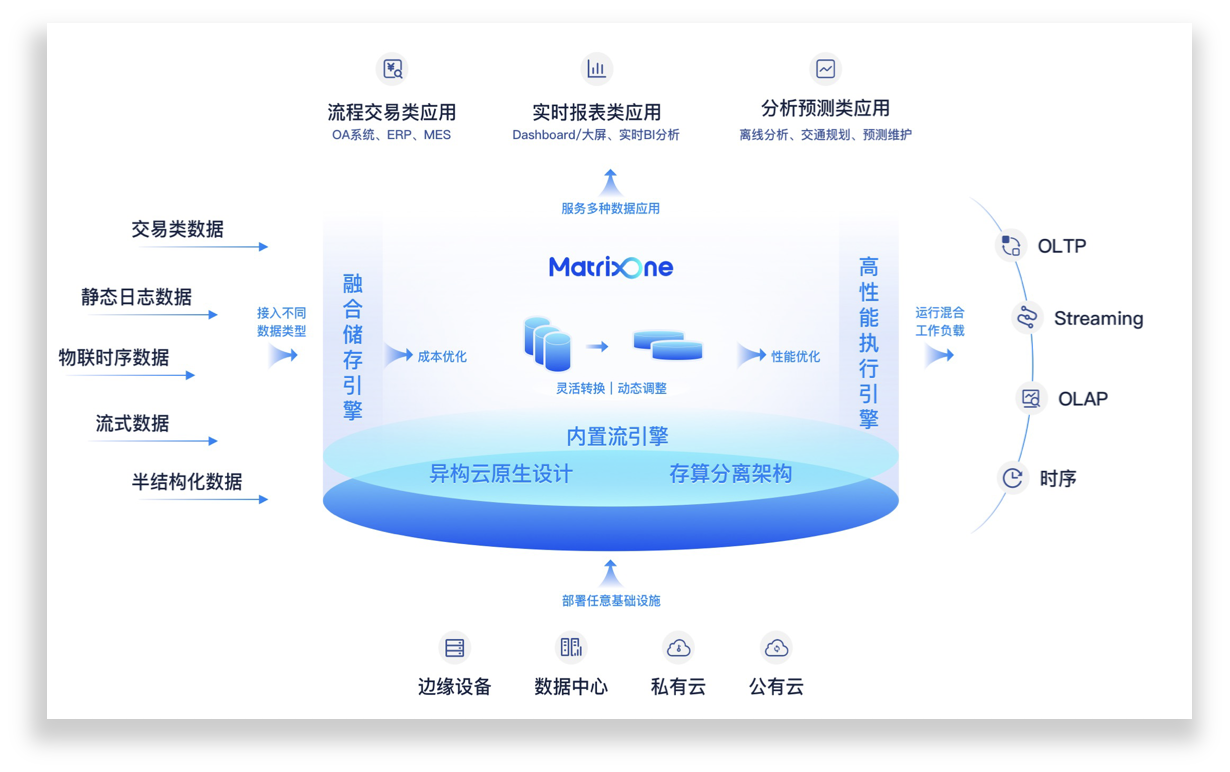 流程交易类应用
OA系统、ERP、MES
实时报表类应用
Dashboard/大屏、实时BI分析
分析预测类应用
离线分析、交通规划、预测维护
服务多种数据应用
交易类数据
静态日志数据
物联时序数据
流式数据
半结构化数据
接入不同
数据类型
融合储存引擎
成本优化
MatrixOne
灵活转换 | 动态调整
性能优化
高性能执行引擎
内置流引擎
异构云原生设计
存算分离架构
运行混合
工作负载
OLTP
Streaming
OLAP
时序
部署任意基础设施
边缘设备
数据中心
私有云
公有云